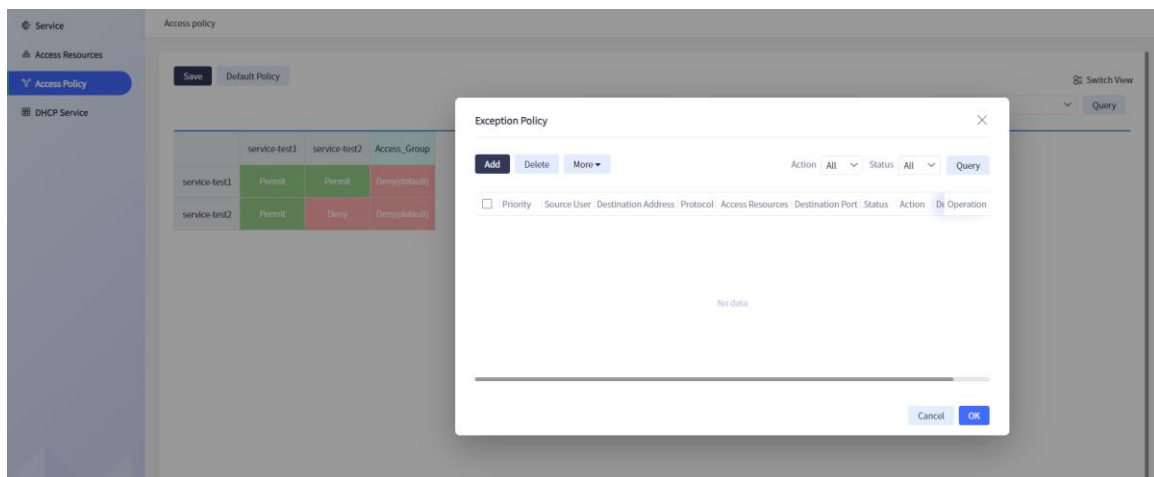 Service
Access Resources
Access Policy
DHCP Service
Access policy
Save Default Policy
Switch View
Query
service-test1 service-test2 Access_Group
service-test1 Permit Permit Deny(default)
service-test2 Permit Deny Deny(default)
Exception Policy
Add Delete More Action All Status All Query
Priority Source User Destination Address Protocol Access Resources Destination Port Status Action Operation
No data
Cancel OK